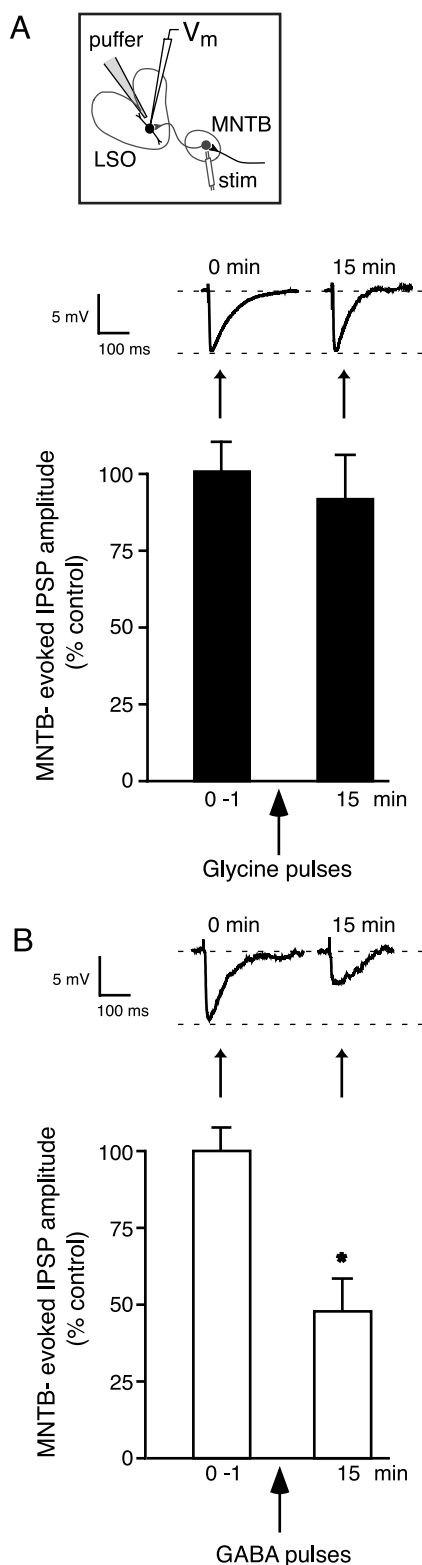 A
puffer
Vm
MNTB
LSO
stim
0 min
15 min
5 mV
100 ms
MNTB- evoked IPSP amplitude
(% control)
100
75
50
25
0
0 -1
15 min
Glycine pulses
B
0 min
15 min
5 mV
100 ms
MNTB- evoked IPSP amplitude
(% control)
100
75
50
25
0
*
0 -1
15 min
GABA pulses